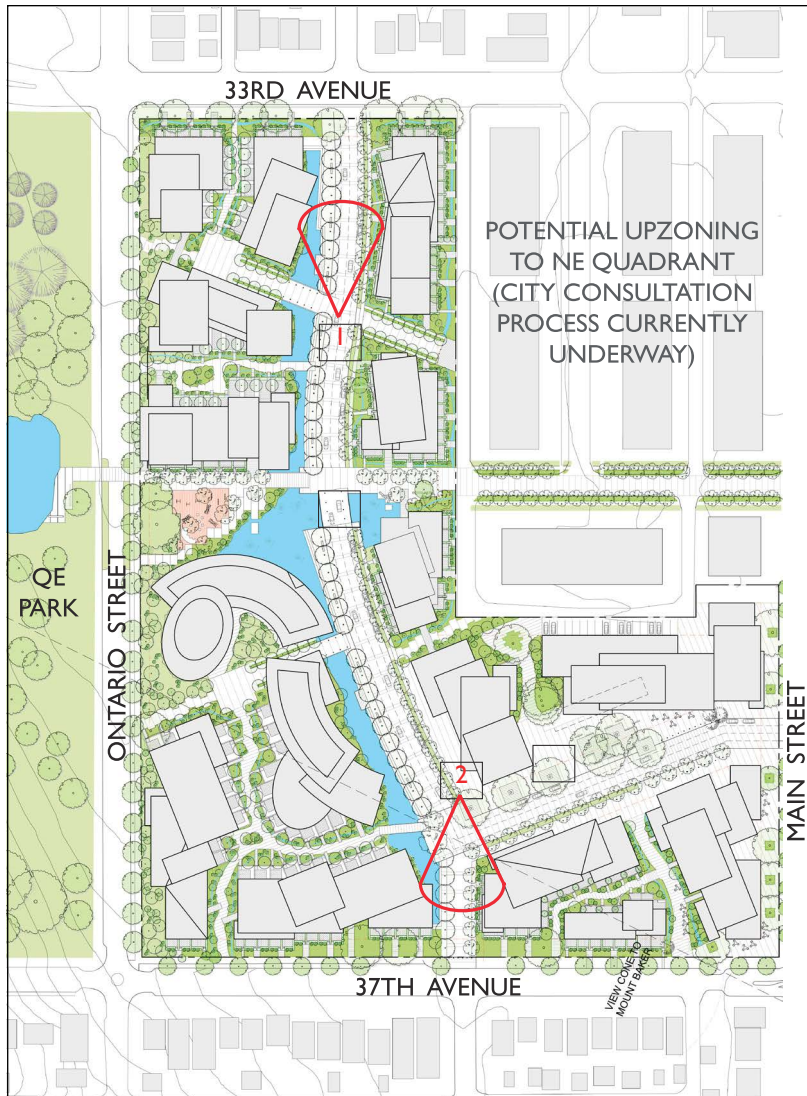 33RD AVENUE
POTENTIAL UPZONING
TO NE QUADRANT
(CITY CONSULTATION
PROCESS CURRENTLY
UNDERWAY)
1
QE
PARK
ONTARIO STREET
MAIN STREET
2
VIEW CONE TO
MOUNT BAKER
37TH AVENUE